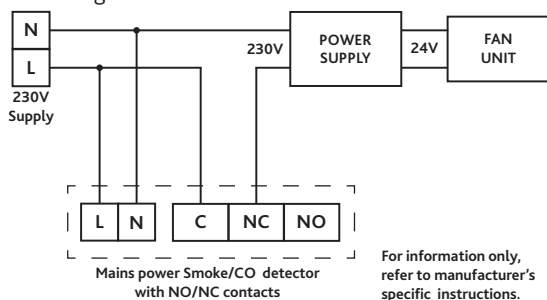 N
L
230V
Supply
230V
POWER
SUPPLY
24V
FAN
UNIT
L N C NC NO
Mains power Smoke/CO detector
with NO/NC contacts
For information only,
refer to manufacturer's
specific instructions.